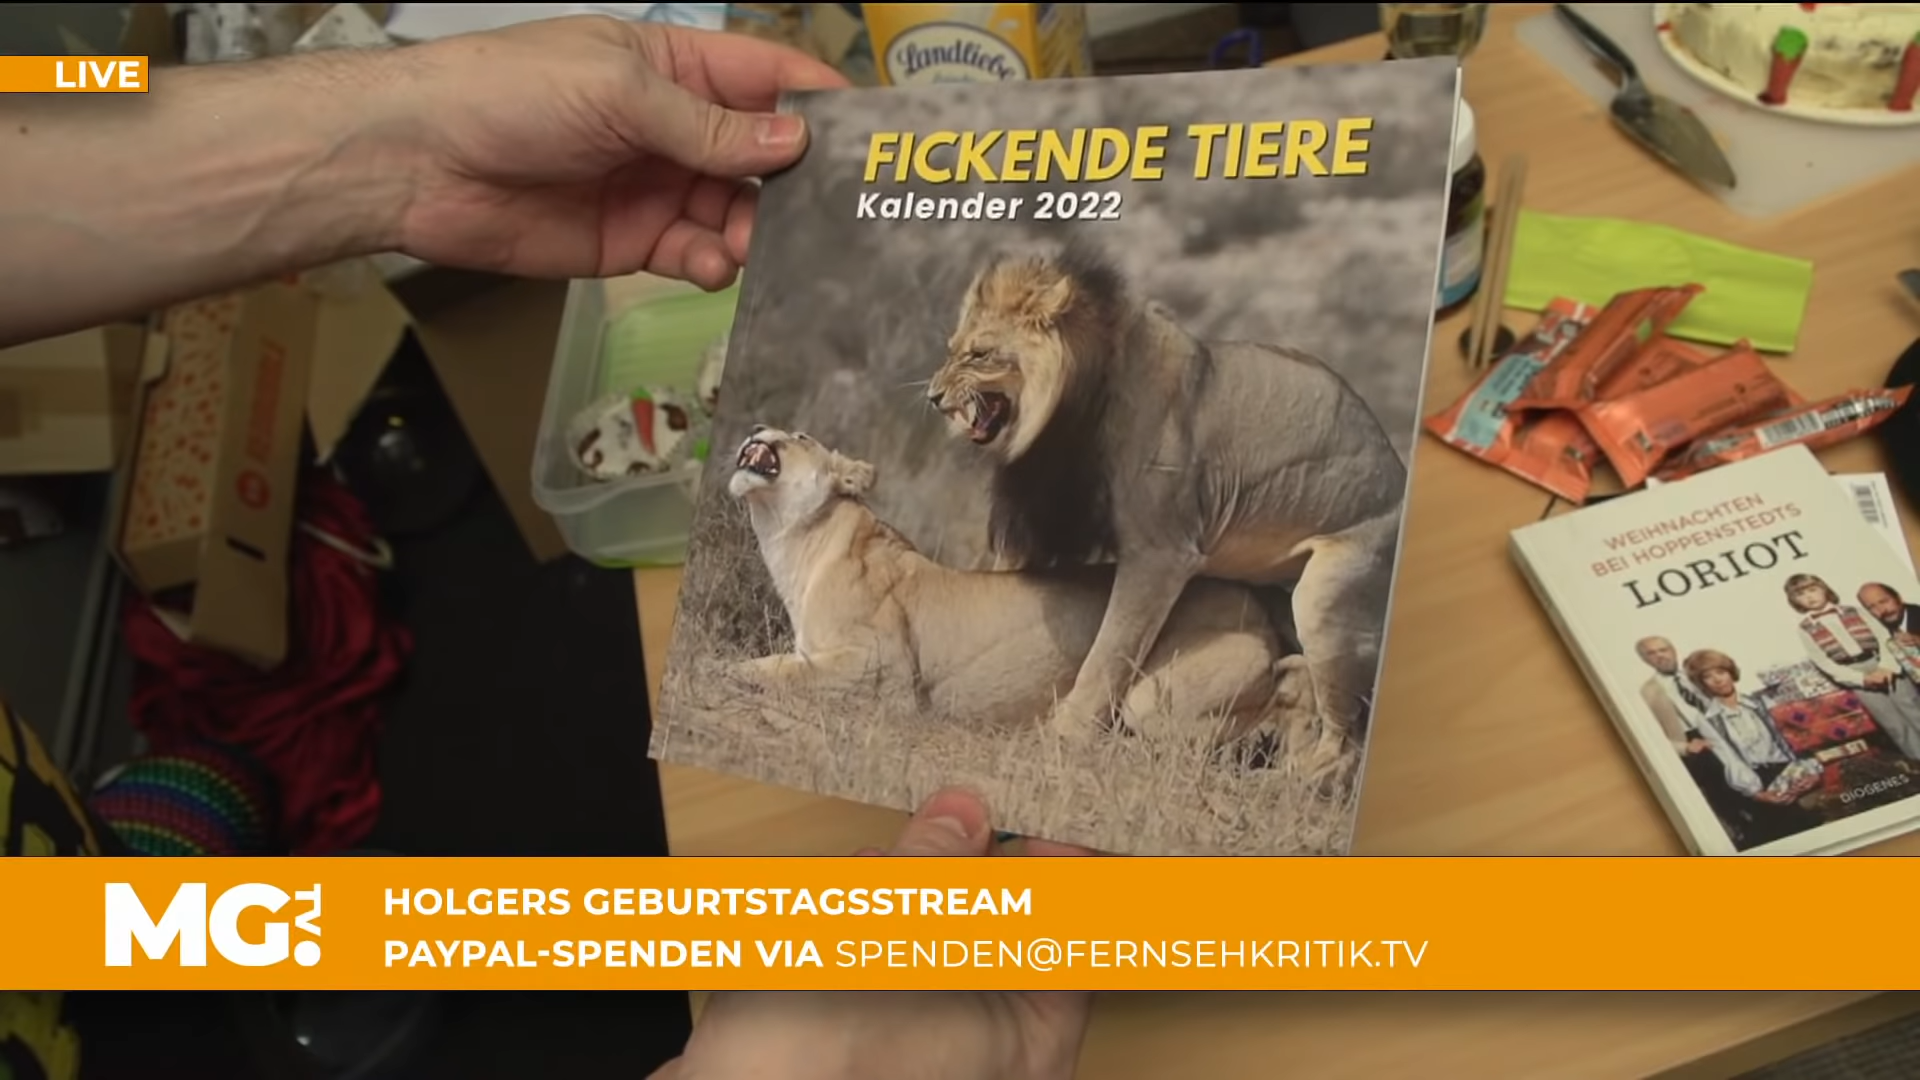 LIVE
Landliebe
FICKENDE TIERE
Kalender 2022
WEIHNACHTEN
BEI HOPPENSTEDTS
LORIOT
DIOGENES
MG.TV
HOLGERS GEBURTSTAGSSTREAM
PAYPAL-SPENDEN VIA SPENDEN@FERNSEHKRITIK.TV